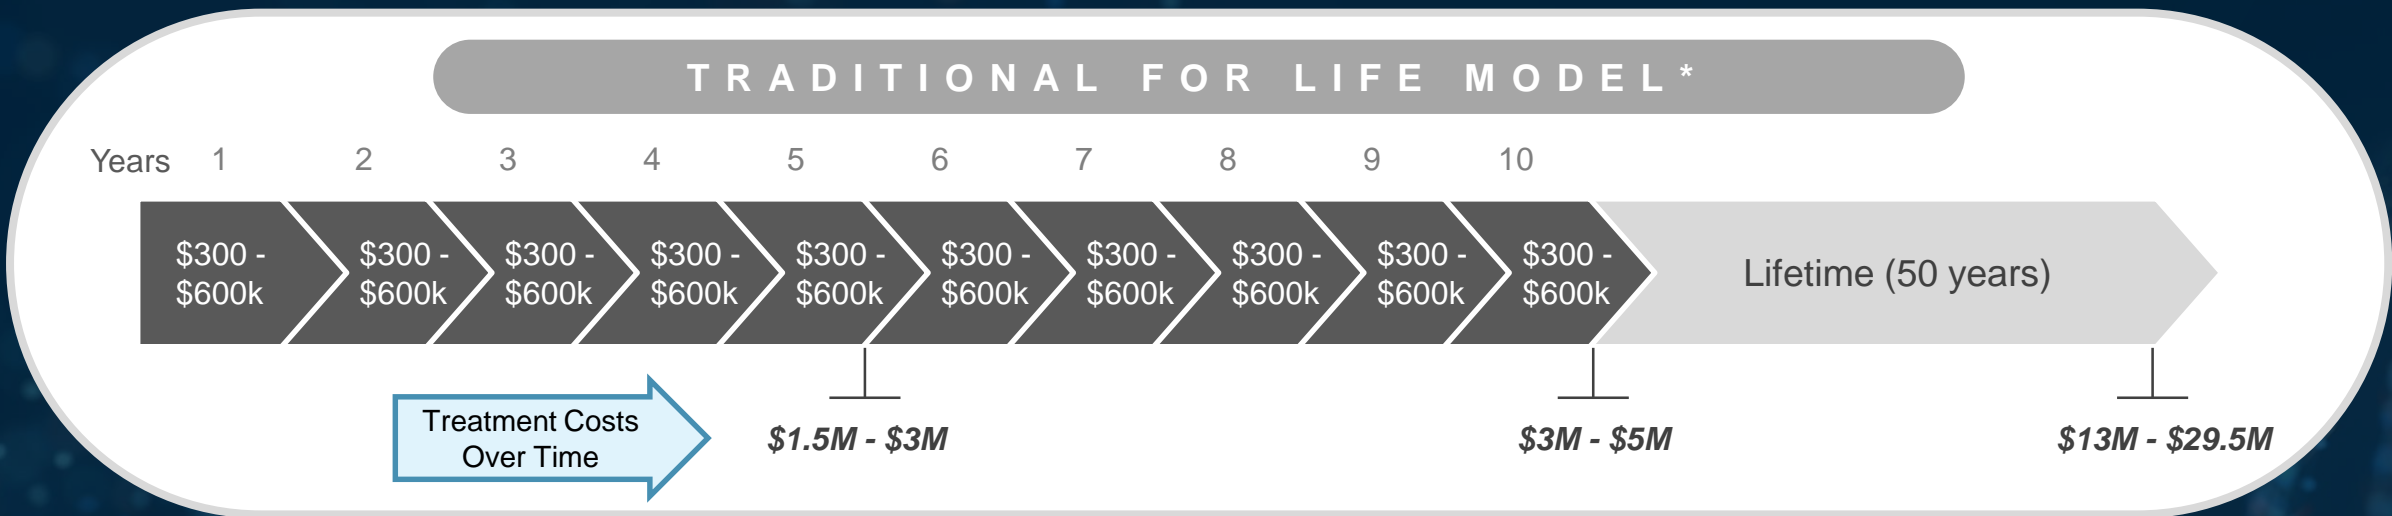 TRADITIONAL FOR LIFE MODEL*
Years 1 2 3 4 5 6 7 8 9 10
$300 - $300 - $300 - $300 - $300 - $300 - $300 - $300 - $300 - $300 -
$600k $600k $600k $600k $600k $600k $600k $600k $600k $600k
Lifetime (50 years)
Treatment Costs
Over Time
$1.5M - $3M
$3M - $5M
$13M - $29.5M